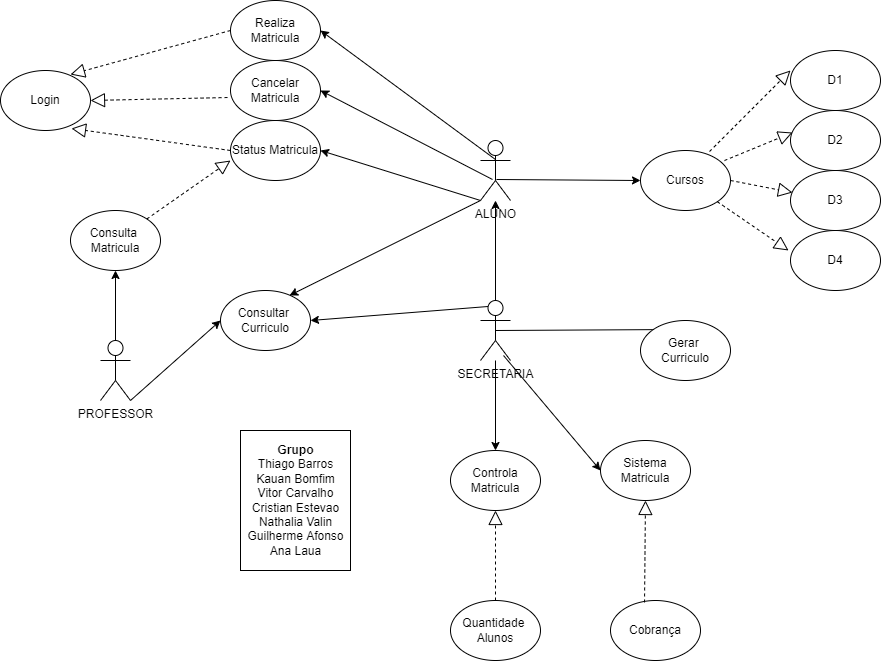 Realiza
Matricula
Login
Cancelar
Matricula
Status Matricula
D1
D2
D3
D4
Cursos
ALUNO
Consulta
Matricula
Consultar
Curriculo
Gerar
Curriculo
SECRETARIA
PROFESSOR
Grupo
Thiago Barros
Kauan Bomfim
Vitor Carvalho
Cristian Estevao
Nathalia Valin
Guilherme Afonso
Ana Laua
Controla
Matricula
Sistema
Matricula
Quantidade
Alunos
Cobrança